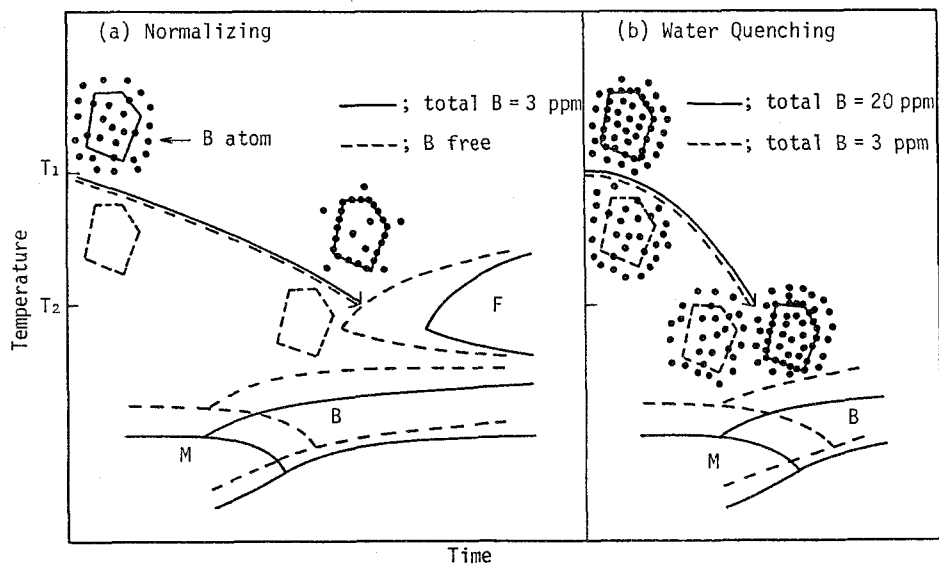 (a) Normalizing
; total B = 3 ppm
; B free
B atom
T1
T2
Temperature
F
B
M
(b) Water Quenching
; total B = 20 ppm
; total B = 3 ppm
B
M
Time